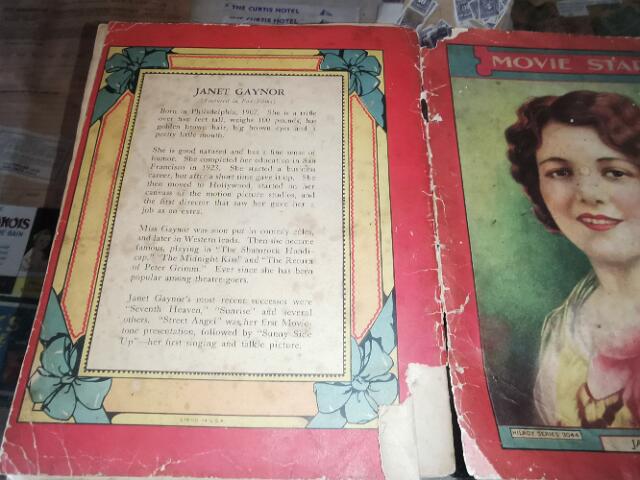 THE CURTIS HOTEL
THE CURTIS HOTEL
JANET GAYNOR
(Featured in Fox Films)
Born in Philadelphia, 1907. She is a trifle
over five feet tall, weighs 100 pounds, has
golden brown hair, big brown eyes and a
pretty little mouth.
She is good natured and has a fine sense of
humor. She completed her education in San
Francisco in 1923. She started a business
career, but after a short time gave it up. She
then moved to Hollywood, started on her
canvass of the motion picture studios, and
the first director that saw her gave her a
job as an extra.
Miss Gaynor was soon put in comedy roles,
and later in Western leads. Then she became
famous, playing in "The Shamrock Handi-
cap," "The Midnight Kiss" and "The Return
of Peter Grimm." Ever since she has been
popular among theatre-goers.
Janet Gaynor's most recent successes were
"Seventh Heaven," "Sunrise" and several
others. "Street Angel" was her first Movie-
tone presentation, followed by "Sunny Side
Up"—her first singing and talkie picture.
MOVIE STAR
HILROY SERIES 3044
JA